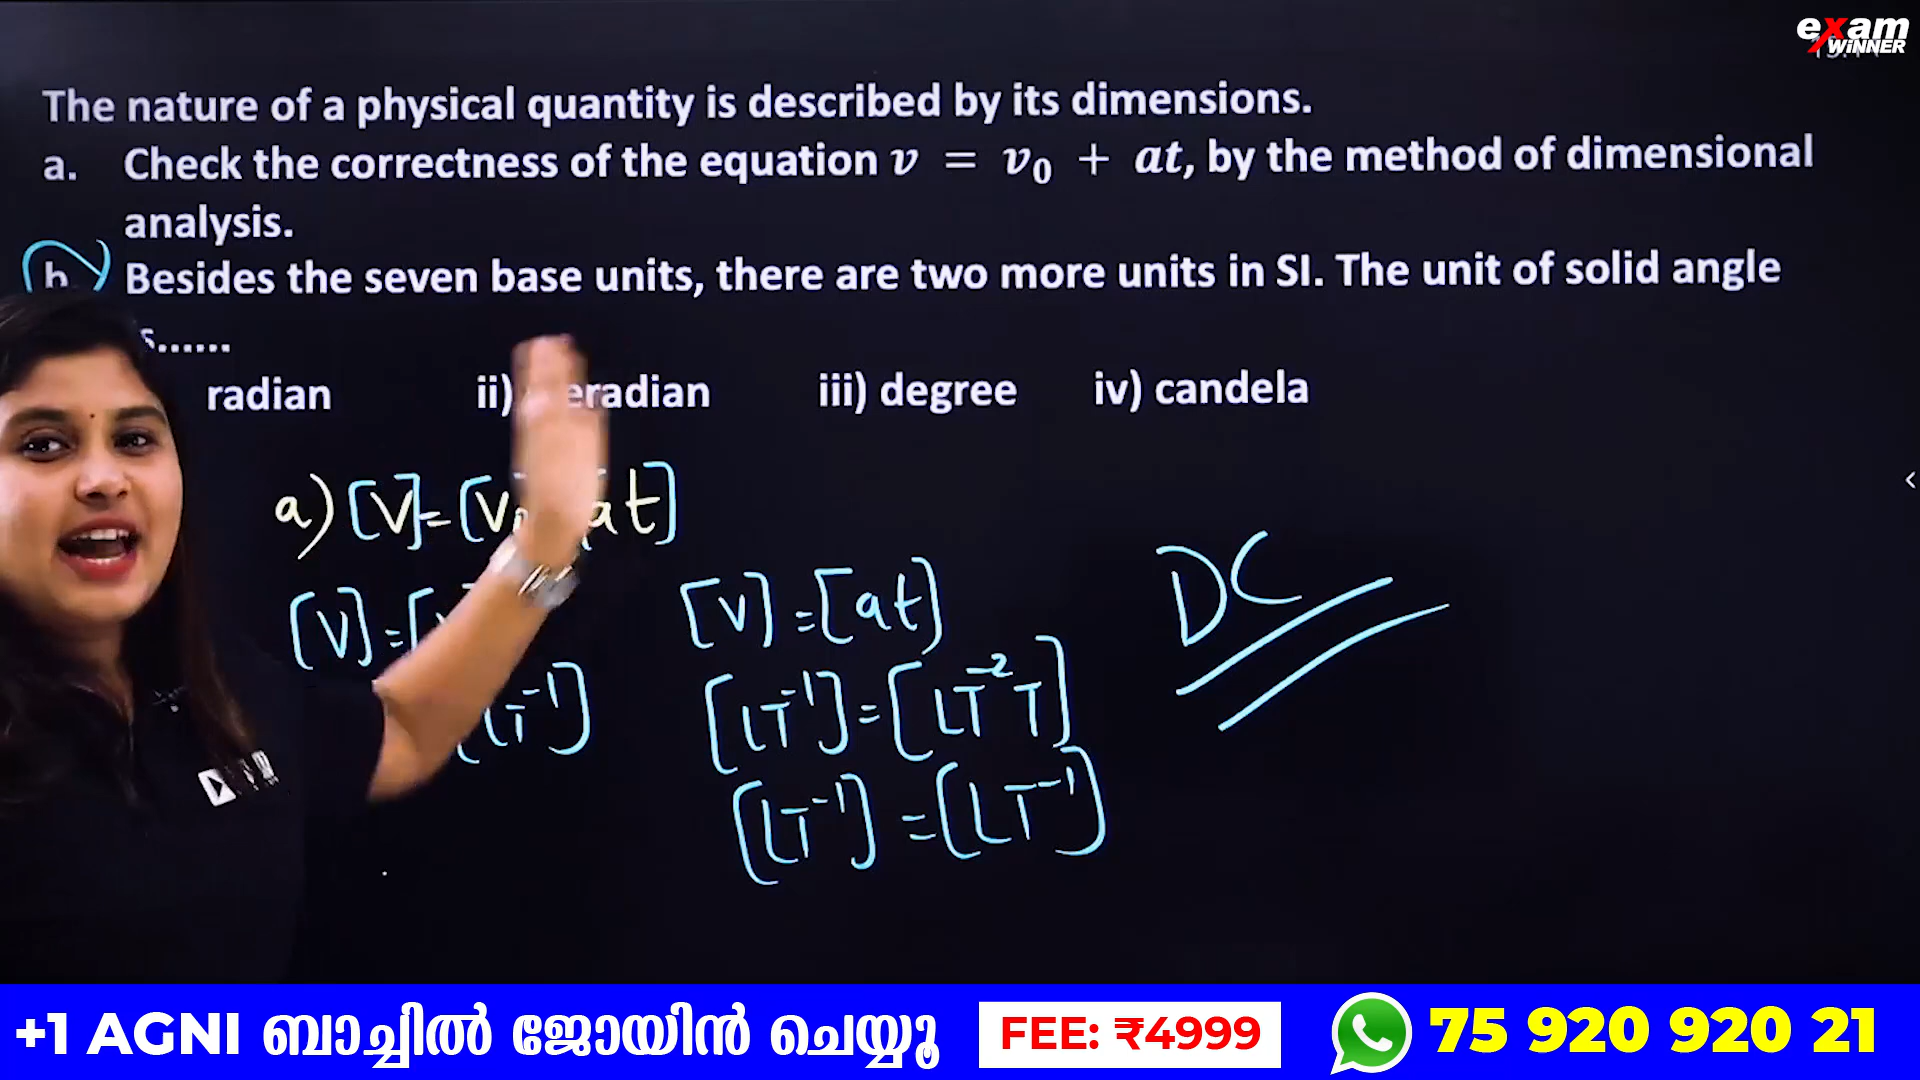 exam
WINNER
The nature of a physical quantity is described by its dimensions.
a. Check the correctness of the equation v = v₀ + at, by the method of dimensional
analysis.
b. Besides the seven base units, there are two more units in SI. The unit of solid angle
s......
radian ii) eradian iii) degree iv) candela
a) [V] = [V at]
[V] = [ [V] = [at]
DC
LT⁻¹] [LT⁻¹] = [LT⁻²T]
[LT⁻¹] = [LT⁻¹]
+1 AGNI ബാച്ചിൽ ജോയിൻ ചെയ്യൂ FEE: ₹4999 75 920 920 21